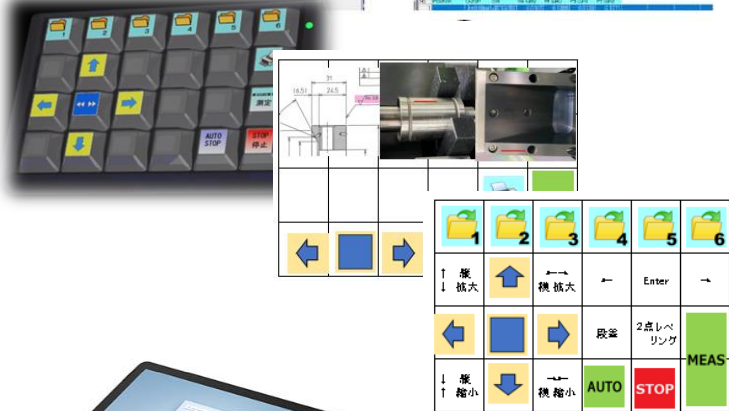 1
2
3
4
5
6
測定
AUTO
STOP
STOP
停止
31
16.51
24.5
1
2
3
4
5
6
↑ 縦
↓ 拡大
←→
横 拡大
←
Enter
→
段差
2点レベ
リング
MEAS
↓ 縦
↑ 縮小
→←
横 縮小
AUTO
STOP